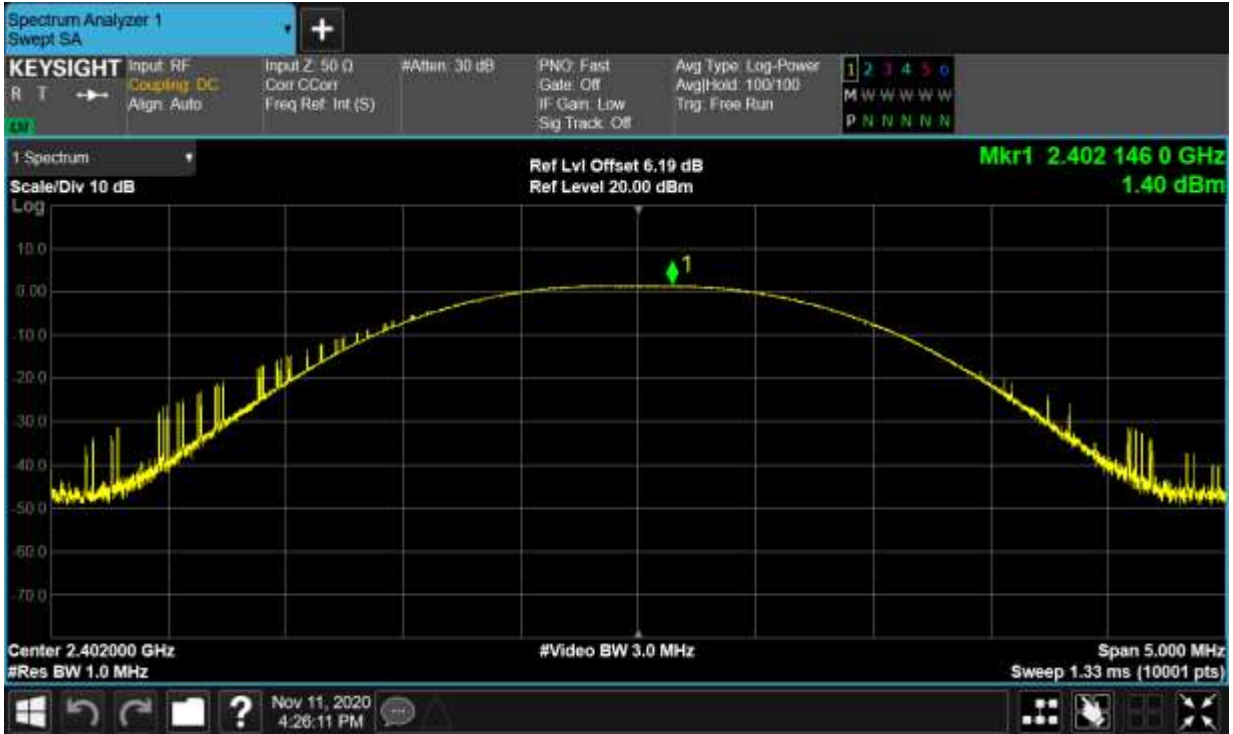 Spectrum Analyzer 1
Swept SA
+
KEYSIGHT
R T
Input: RF
Coupling: DC
Align: Auto
Input Z: 50 Ω
Corr CCorr
Freq Ref: Int (S)
#Atten: 30 dB
PNO: Fast
Gate: Off
IF Gain: Low
Sig Track: Off
Avg Type: Log-Power
Avg|Hold: 100/100
Trig: Free Run
1 2 3 4 5 6
M W W W W W
P N N N N N
1 Spectrum
Scale/Div 10 dB
Log
Ref Lvl Offset 6.19 dB
Ref Level 20.00 dBm
Mkr1 2.402 146 0 GHz
1.40 dBm
1
10.0
0.00
-10.0
-20.0
-30.0
-40.0
-50.0
-60.0
-70.0
Center 2.402000 GHz
#Res BW 1.0 MHz
#Video BW 3.0 MHz
Span 5.000 MHz
Sweep 1.33 ms (10001 pts)
?
Nov 11, 2020
4:26:11 PM